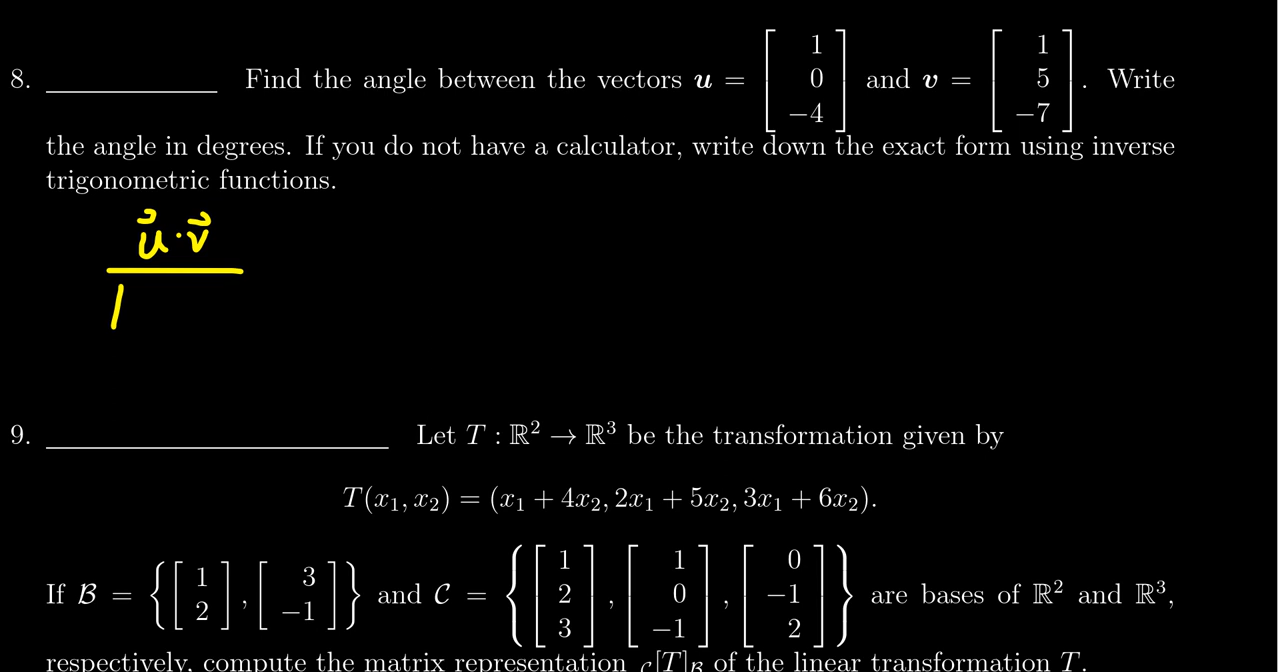 8. ____________ Find the angle between the vectors u = [1 0 −4] and v = [1 5 −7]. Write
the angle in degrees. If you do not have a calculator, write down the exact form using inverse
trigonometric functions.
u⃗ · v⃗
|
9. ____________ Let T : ℝ² → ℝ³ be the transformation given by
T(x₁, x₂) = (x₁ + 4x₂, 2x₁ + 5x₂, 3x₁ + 6x₂).
If ℬ = {[1 2], [3 −1]} and 𝒞 = {[1 2 3], [1 0 −1], [0 −1 2]} are bases of ℝ² and ℝ³,
respectively, compute the matrix representation 𝒞[T]ℬ of the linear transformation T.